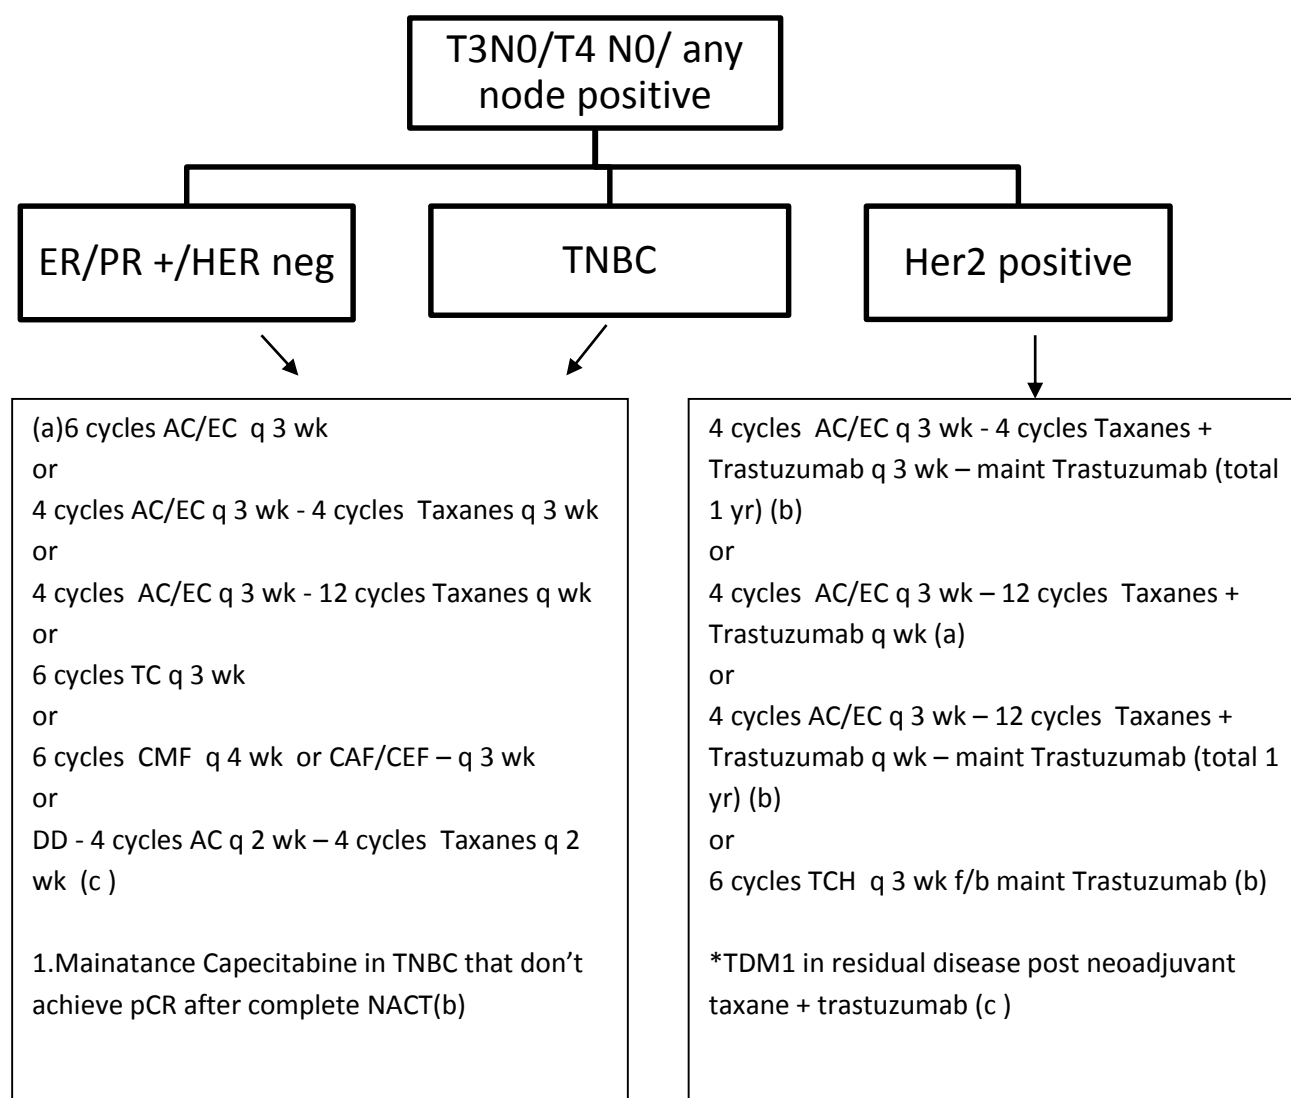 T3N0/T4 N0/ any
node positive
ER/PR +/HER neg
TNBC
Her2 positive
(a)6 cycles AC/EC  q 3 wk
or
4 cycles AC/EC q 3 wk - 4 cycles  Taxanes q 3 wk
or
4 cycles  AC/EC q 3 wk - 12 cycles Taxanes q wk
or
6 cycles TC q 3 wk
or
6 cycles  CMF  q 4 wk  or CAF/CEF – q 3 wk
or
DD - 4 cycles AC q 2 wk – 4 cycles  Taxanes q 2
wk  (c )
1.Mainatance Capecitabine in TNBC that don’t
achieve pCR after complete NACT(b)
4 cycles  AC/EC q 3 wk - 4 cycles Taxanes +
Trastuzumab q 3 wk – maint Trastuzumab (total
1 yr) (b)
or
4 cycles  AC/EC q 3 wk – 12 cycles  Taxanes +
Trastuzumab q wk (a)
or
4 cycles AC/EC q 3 wk – 12 cycles  Taxanes +
Trastuzumab q wk – maint Trastuzumab (total 1
yr) (b)
or
6 cycles TCH  q 3 wk f/b maint Trastuzumab (b)
*TDM1 in residual disease post neoadjuvant
taxane + trastuzumab (c )